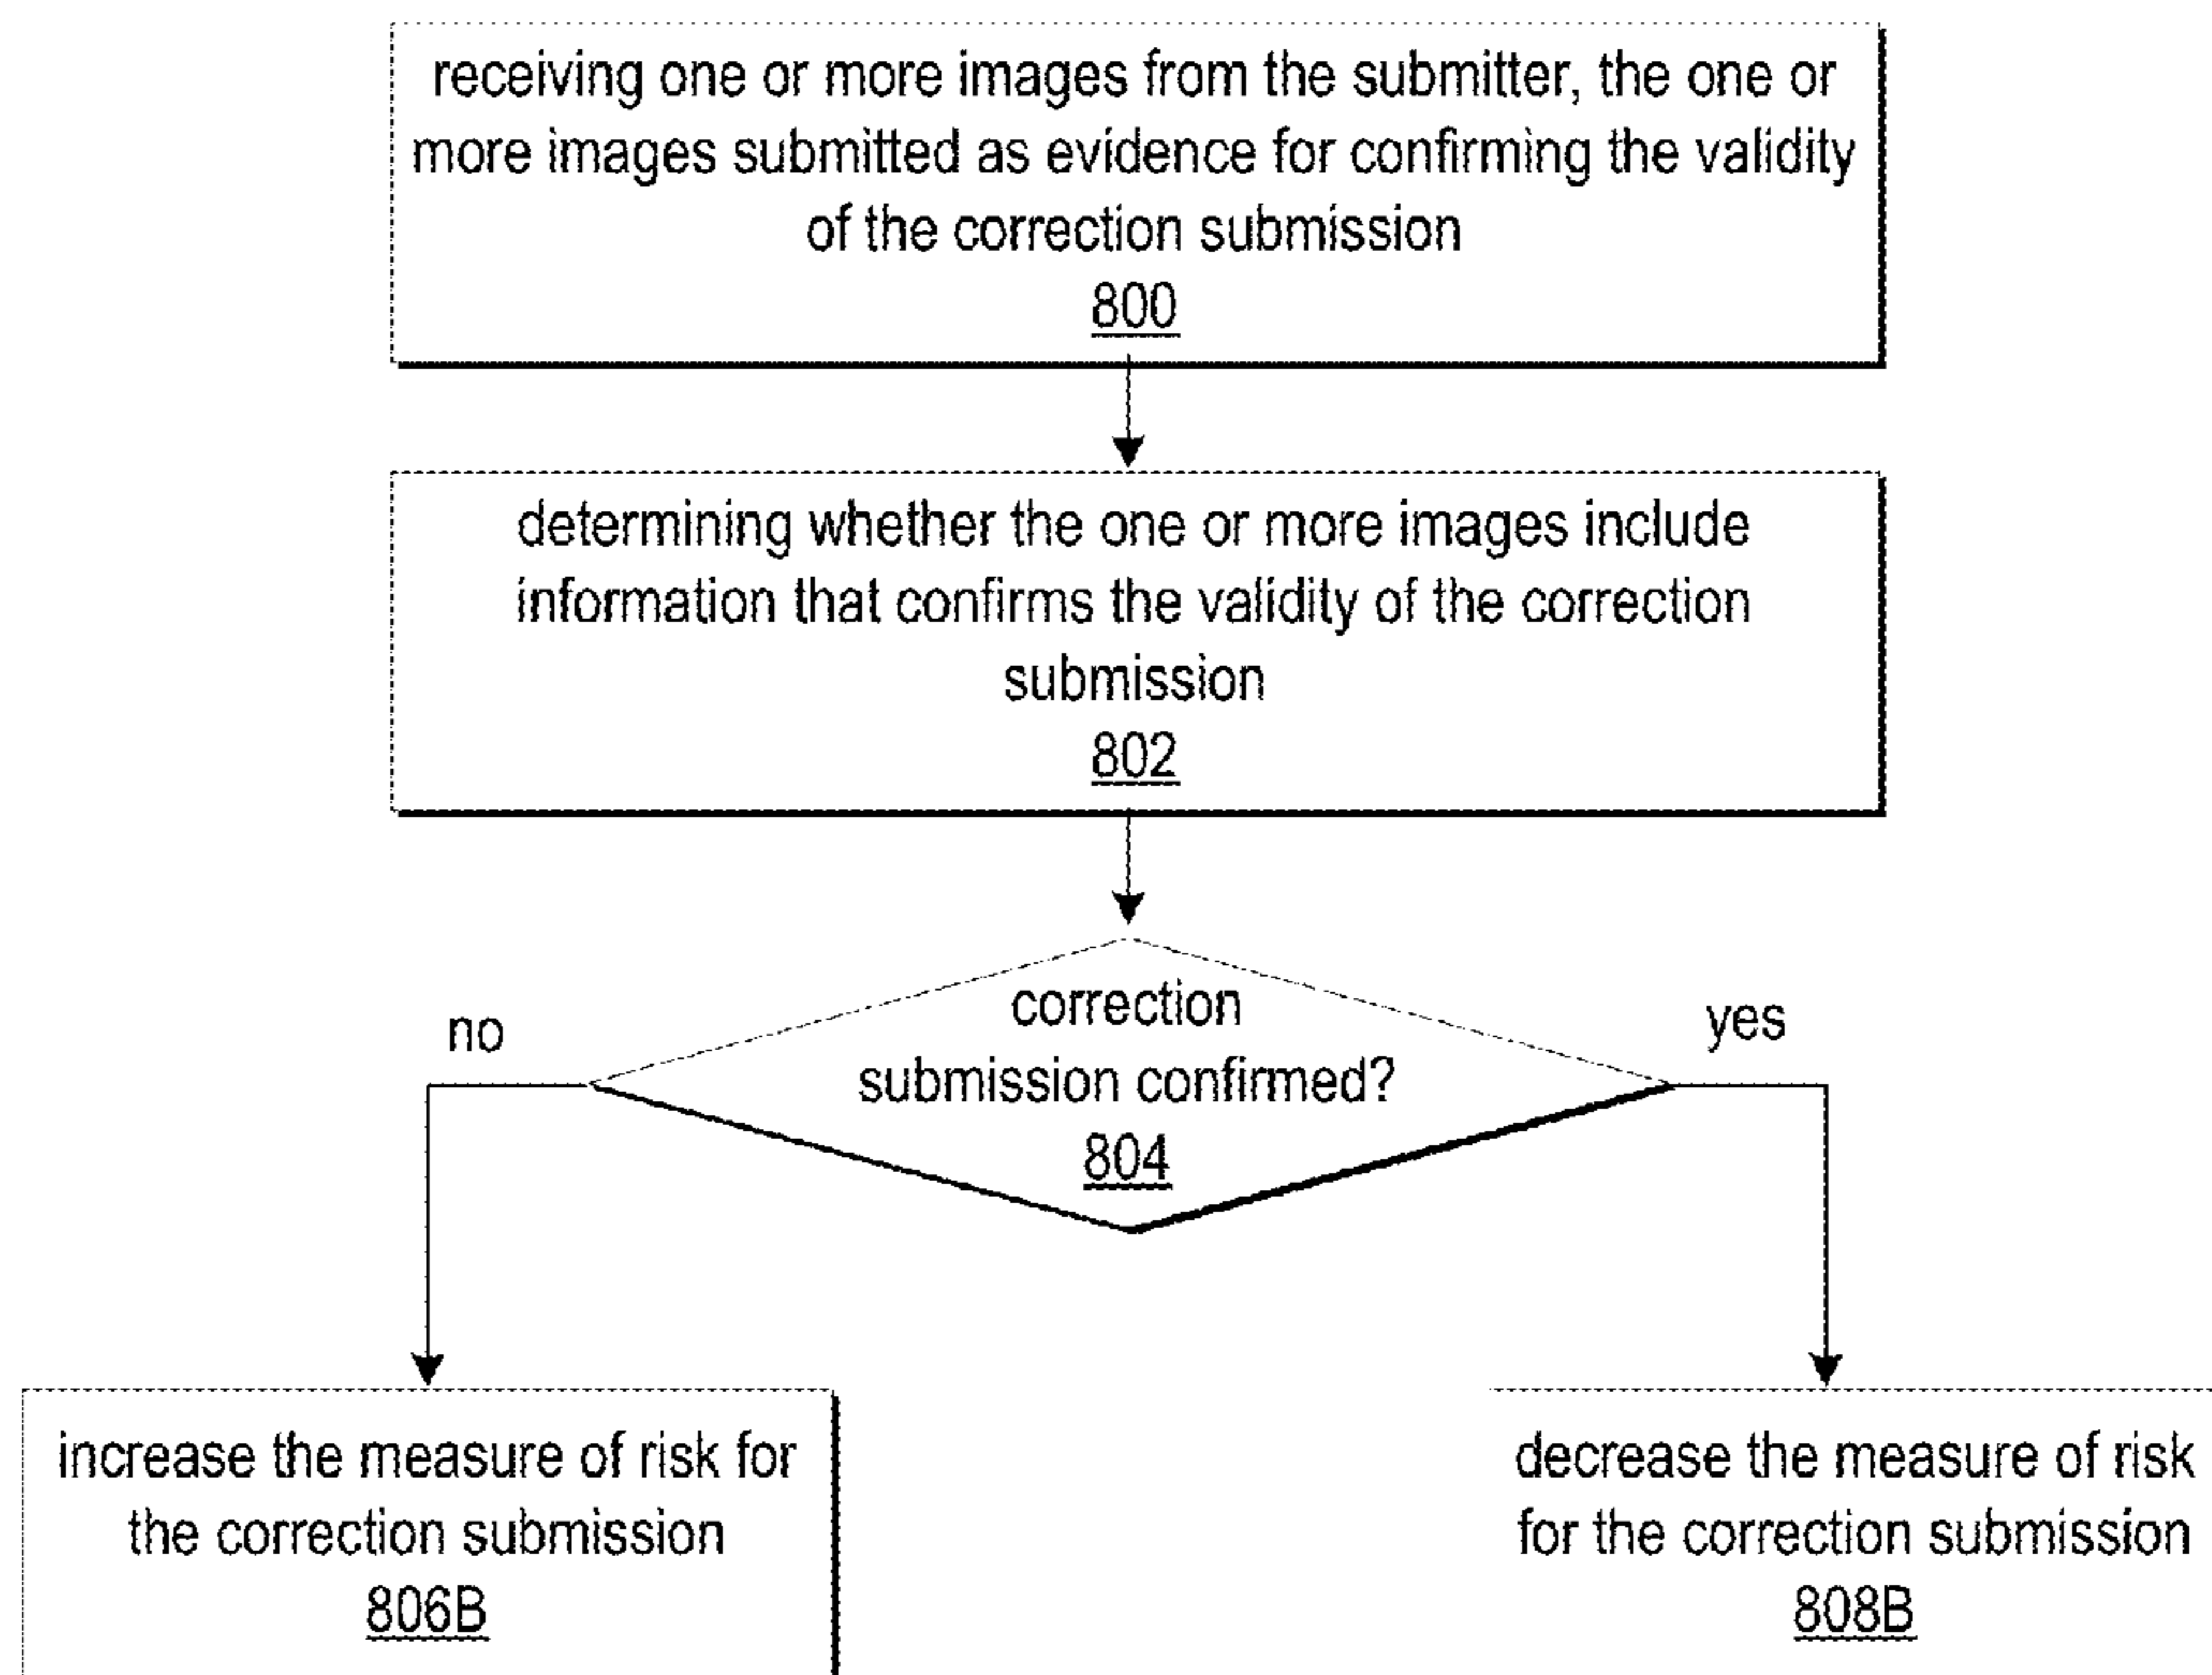 receiving one or more images from the submitter, the one or
more images submitted as evidence for confirming the validity
of the correction submission
800
determining whether the one or more images include
information that confirms the validity of the correction
submission
802
correction
submission confirmed?
804
no
yes
increase the measure of risk for
the correction submission
806B
decrease the measure of risk
for the correction submission
808B